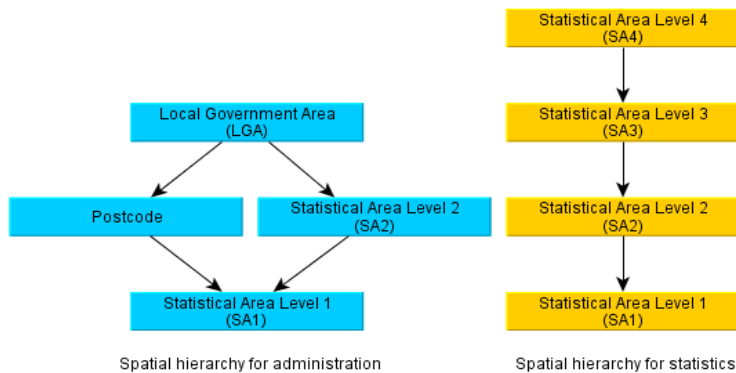 Statistical Area Level 4
(SA4)
Local Government Area
(LGA)
Statistical Area Level 3
(SA3)
Postcode
Statistical Area Level 2
(SA2)
Statistical Area Level 2
(SA2)
Statistical Area Level 1
(SA1)
Statistical Area Level 1
(SA1)
Spatial hierarchy for administration
Spatial hierarchy for statistics